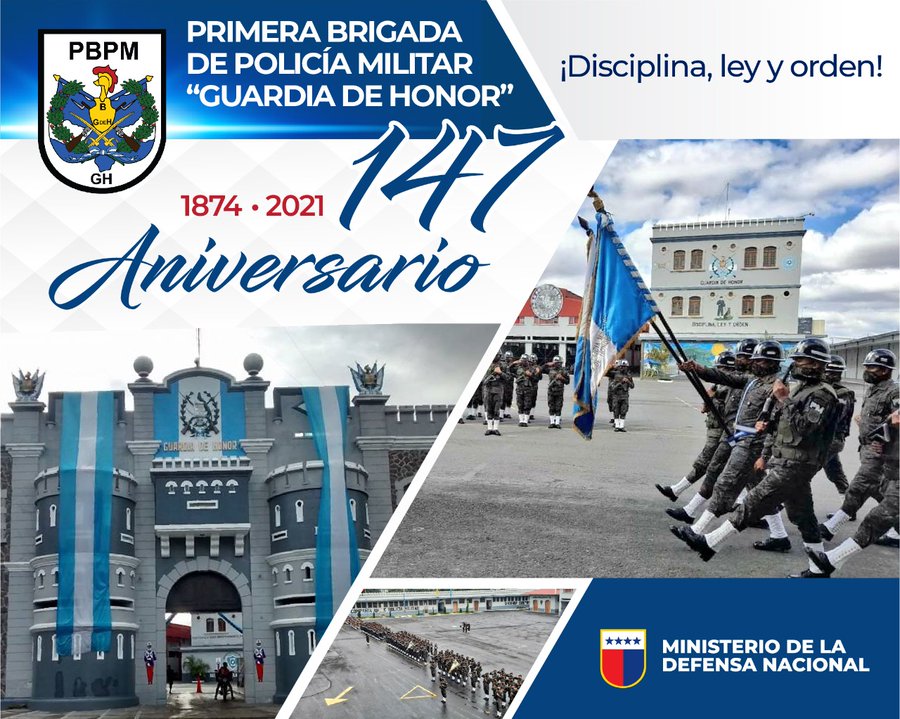 PBPM
B
G DE H
GH
PRIMERA BRIGADA
DE POLICÍA MILITAR
“GUARDIA DE HONOR”
¡Disciplina, ley y orden!
147
1874 • 2021
Aniversario
GUARDIA DE HONOR
DISCIPLINA, LEY Y ORDEN
GUARDIA DE HONOR
MINISTERIO DE LA
DEFENSA NACIONAL